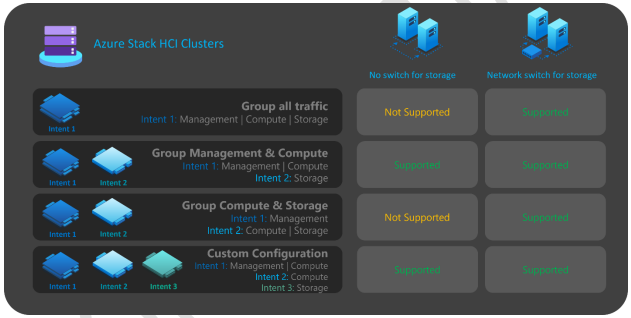 Azure Stack HCI Clusters
No switch for storage
Network switch for storage
Intent 1
Group all traffic
Intent 1: Management | Compute | Storage
Not Supported
Supported
Intent 1
Intent 2
Group Management & Compute
Intent 1: Management | Compute
Intent 2: Storage
Supported
Supported
Intent 1
Intent 2
Group Compute & Storage
Intent 1: Management
Intent 2: Compute | Storage
Not Supported
Supported
Intent 1
Intent 2
Intent 3
Custom Configuration
Intent 1: Management | Compute
Intent 2: Compute
Intent 3: Storage
Supported
Supported